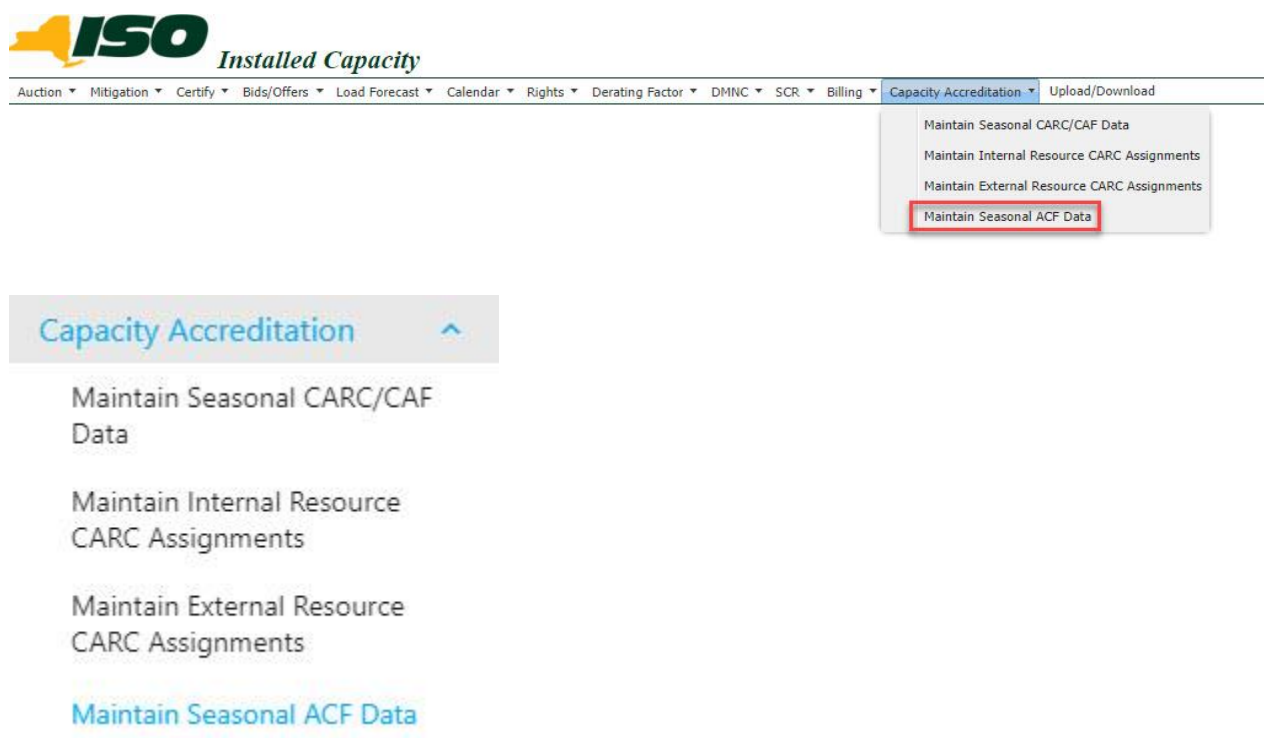 ISO
Installed Capacity
Auction Mitigation Certify Bids/Offers Load Forecast Calendar Rights Derating Factor DMNC SCR Billing Capacity Accreditation Upload/Download
Maintain Seasonal CARC/CAF Data
Maintain Internal Resource CARC Assignments
Maintain External Resource CARC Assignments
Maintain Seasonal ACF Data
Capacity Accreditation
Maintain Seasonal CARC/CAF
Data
Maintain Internal Resource
CARC Assignments
Maintain External Resource
CARC Assignments
Maintain Seasonal ACF Data